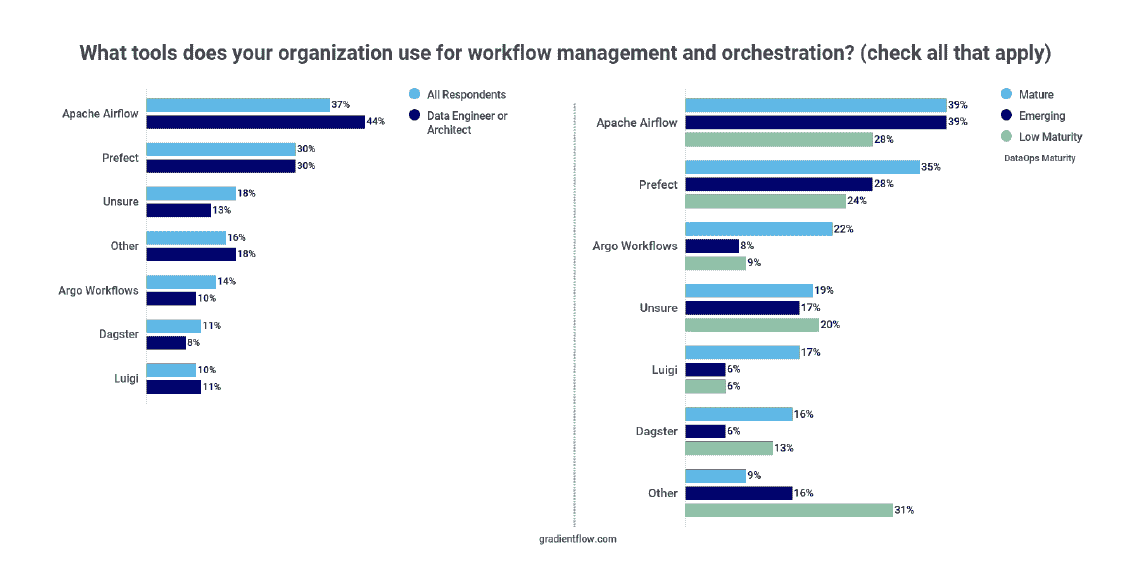 What tools does your organization use for workflow management and orchestration? (check all that apply)
All Respondents
Data Engineer or
Architect
Apache Airflow
37%
44%
Prefect
30%
30%
Unsure
18%
13%
Other
16%
18%
Argo Workflows
14%
10%
Dagster
11%
8%
Luigi
10%
11%
Mature
Emerging
Low Maturity
DataOps Maturity
Apache Airflow
39%
39%
28%
Prefect
35%
28%
24%
Argo Workflows
22%
8%
9%
Unsure
19%
17%
20%
Luigi
17%
6%
6%
Dagster
16%
6%
13%
Other
9%
16%
31%
gradientflow.com